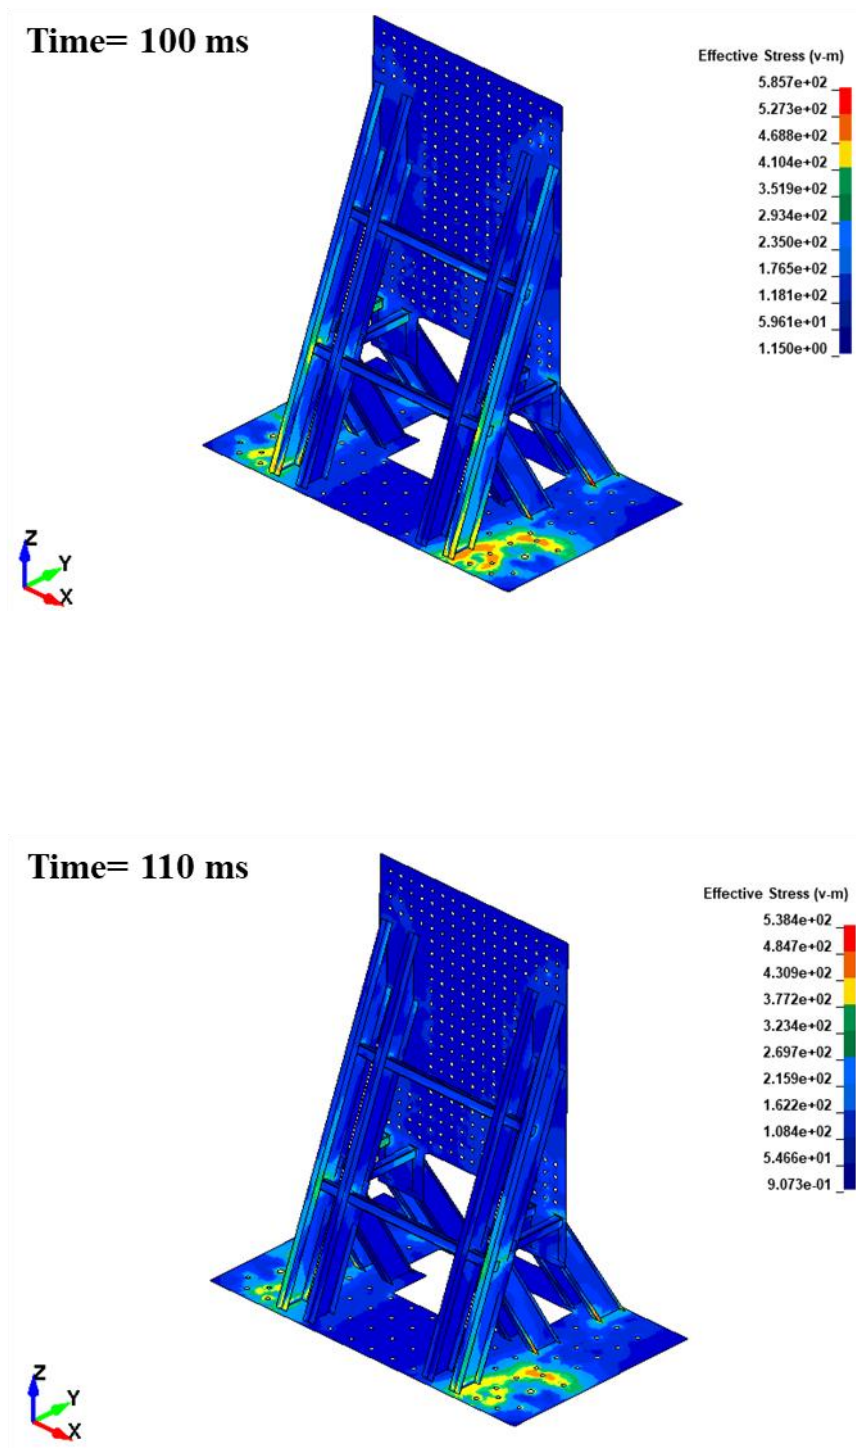 Time= 100 ms
Effective Stress (v-m)
5.857e+02
5.273e+02
4.688e+02
4.104e+02
3.519e+02
2.934e+02
2.350e+02
1.765e+02
1.181e+02
5.961e+01
1.150e+00
Z
Y
X
Time= 110 ms
Effective Stress (v-m)
5.384e+02
4.847e+02
4.309e+02
3.772e+02
3.234e+02
2.697e+02
2.159e+02
1.622e+02
1.084e+02
5.466e+01
9.073e-01
Z
Y
X